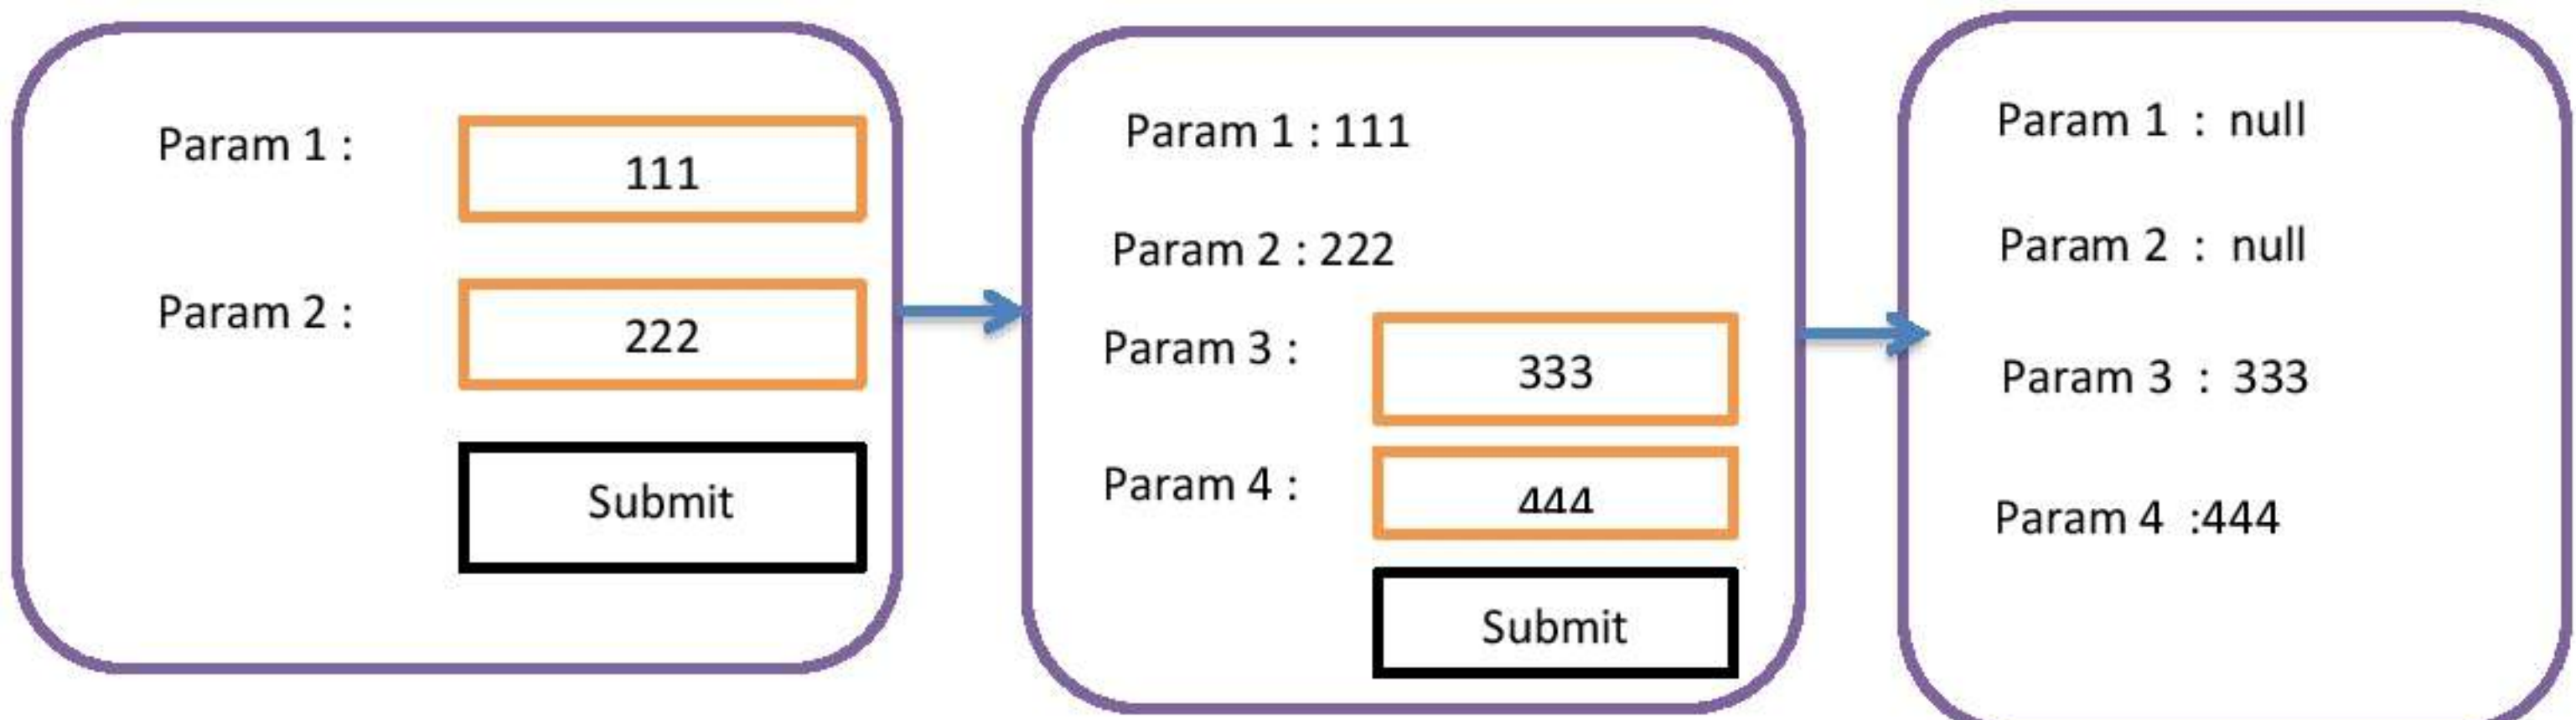 Param 1 :
111
Param 2 :
222
Submit
Param 1 : 111
Param 2 : 222
Param 3 :
333
Param 4 :
444
Submit
Param 1 : null
Param 2 : null
Param 3 : 333
Param 4 :444